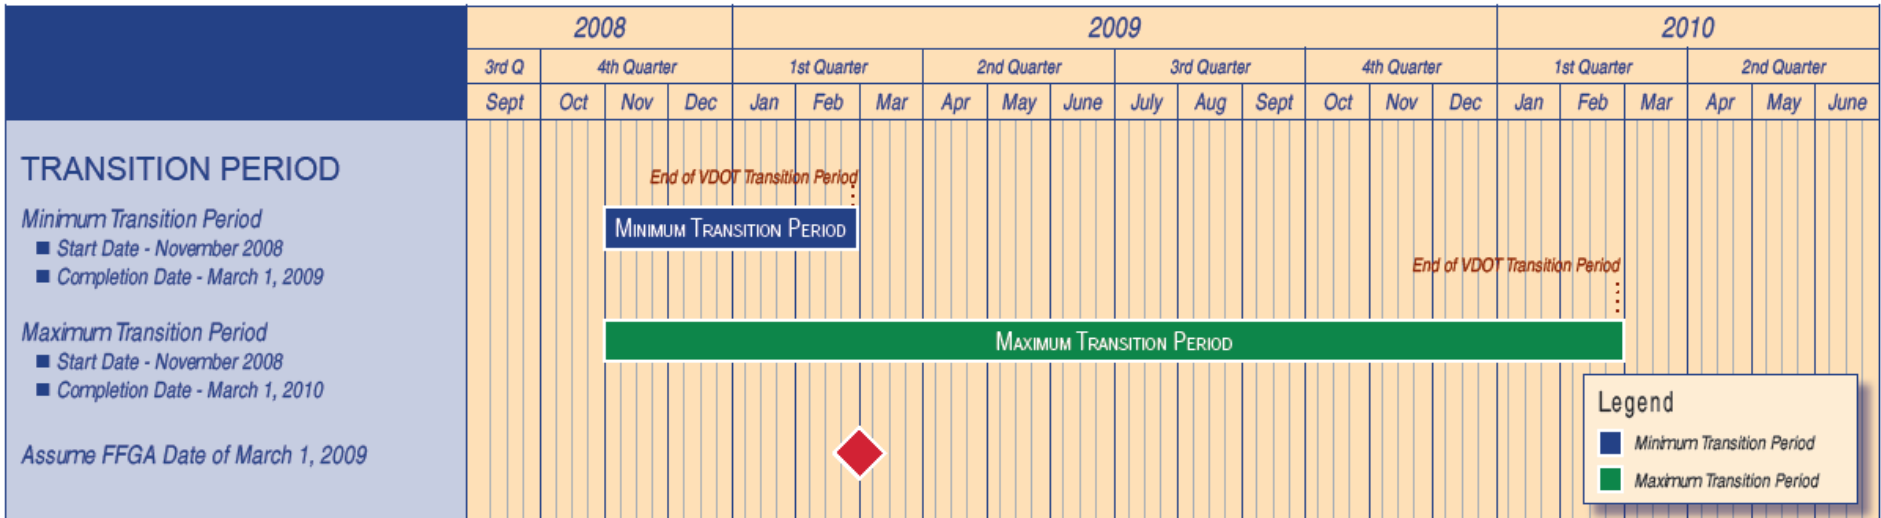 2008 2009 2010
3rd Q 4th Quarter 1st Quarter 2nd Quarter 3rd Quarter 4th Quarter 1st Quarter 2nd Quarter
Sept Oct Nov Dec Jan Feb Mar Apr May June July Aug Sept Oct Nov Dec Jan Feb Mar Apr May June
TRANSITION PERIOD
End of VDOT Transition Period
Minimum Transition Period
MINIMUM TRANSITION PERIOD
Start Date - November 2008
Completion Date - March 1, 2009
End of VDOT Transition Period
Maximum Transition Period
MAXIMUM TRANSITION PERIOD
Start Date - November 2008
Completion Date - March 1, 2010
Assume FFGA Date of March 1, 2009
Legend
Minimum Transition Period
Maximum Transition Period